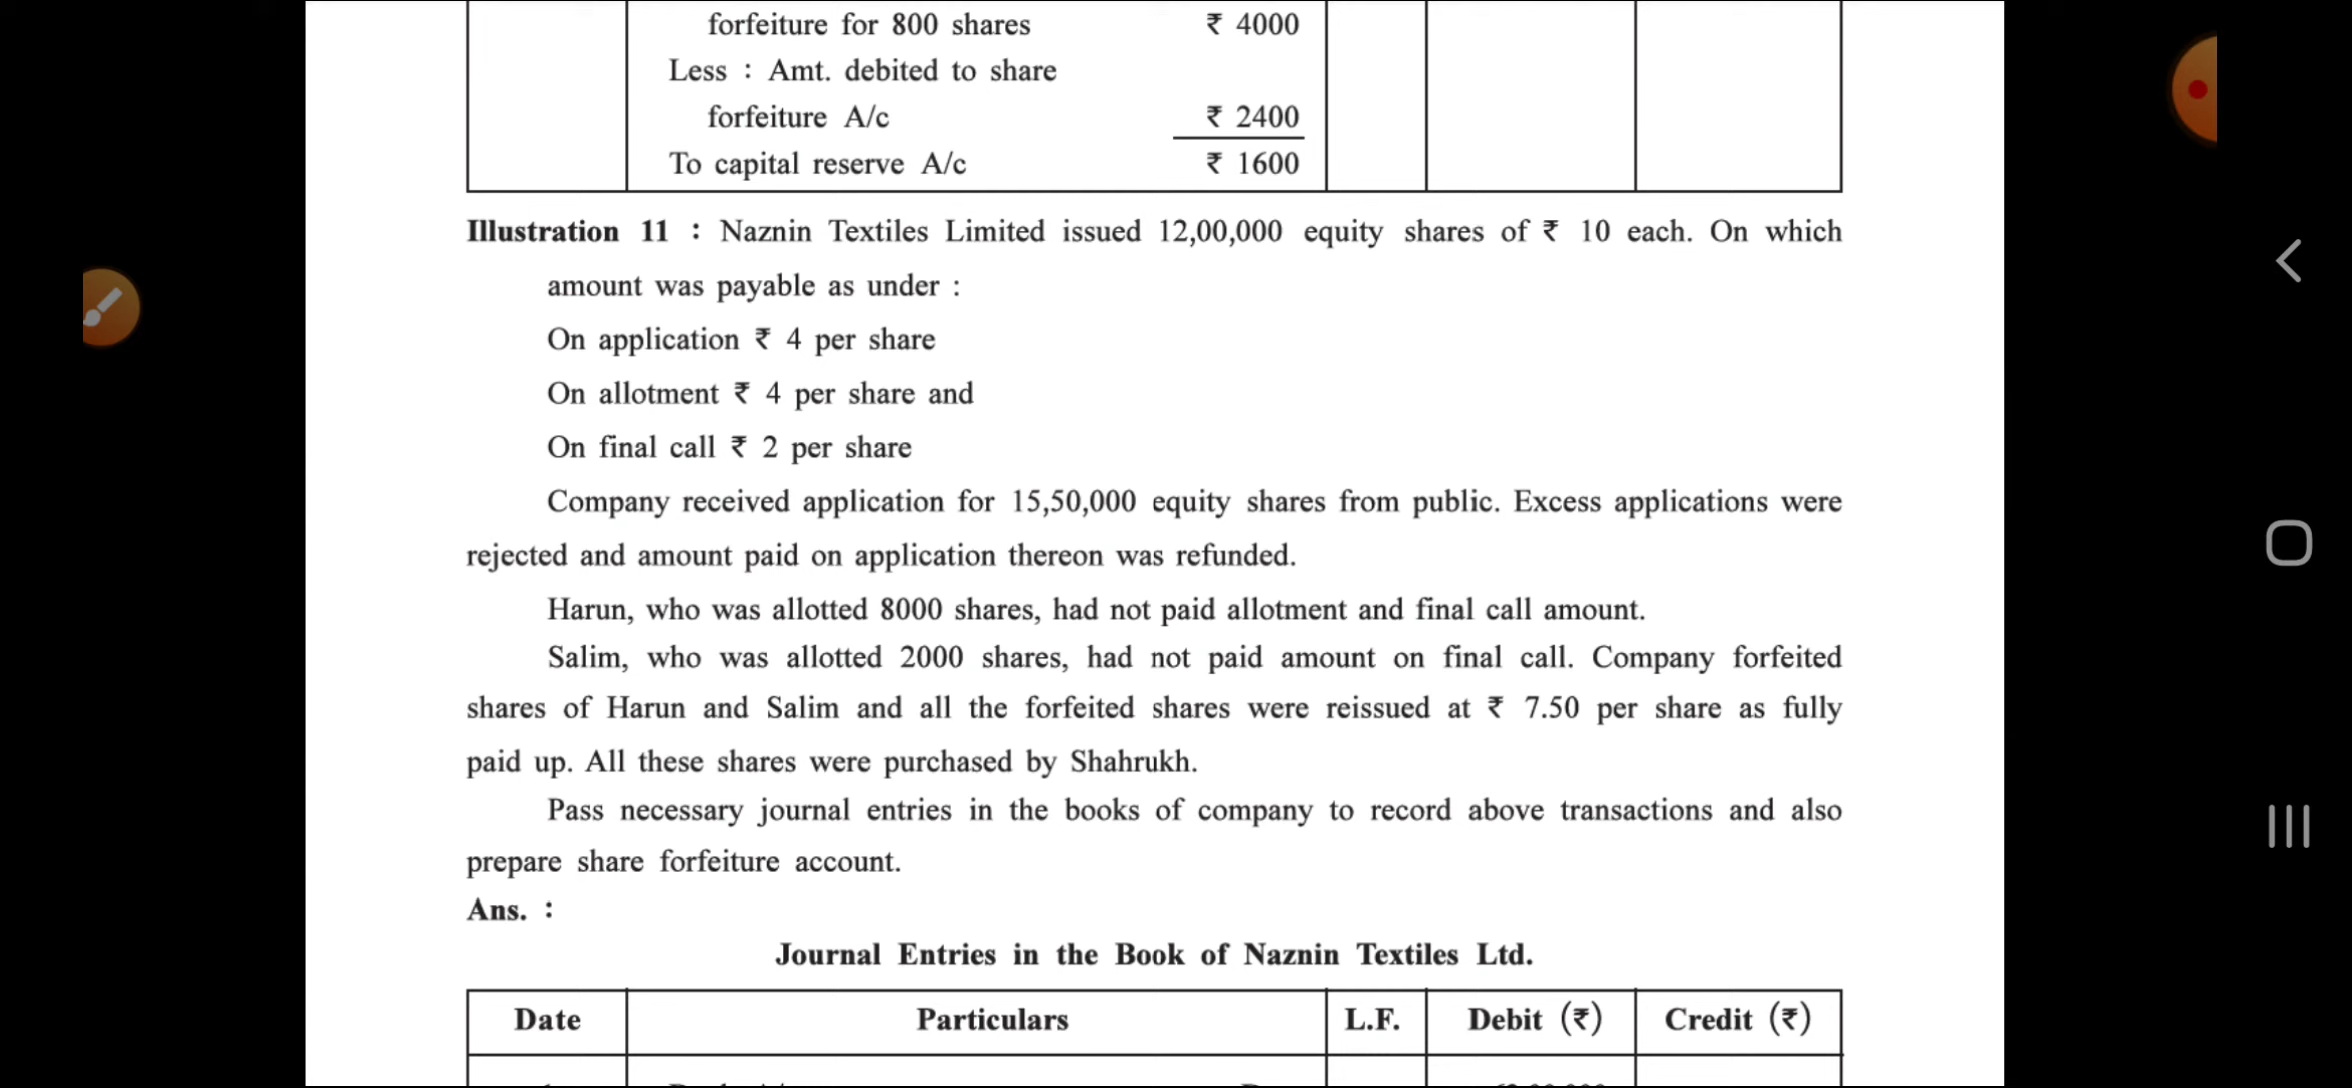 forfeiture for 800 shares ₹ 4000
Less : Amt. debited to share
forfeiture A/c ₹ 2400
To capital reserve A/c ₹ 1600
Illustration 11 : Naznin Textiles Limited issued 12,00,000 equity shares of ₹ 10 each. On which
amount was payable as under :
On application ₹ 4 per share
On allotment ₹ 4 per share and
On final call ₹ 2 per share
Company received application for 15,50,000 equity shares from public. Excess applications were
rejected and amount paid on application thereon was refunded.
Harun, who was allotted 8000 shares, had not paid allotment and final call amount.
Salim, who was allotted 2000 shares, had not paid amount on final call. Company forfeited
shares of Harun and Salim and all the forfeited shares were reissued at ₹ 7.50 per share as fully
paid up. All these shares were purchased by Shahrukh.
Pass necessary journal entries in the books of company to record above transactions and also
prepare share forfeiture account.
Ans. :
Journal Entries in the Book of Naznin Textiles Ltd.
Date Particulars L.F. Debit (₹) Credit (₹)